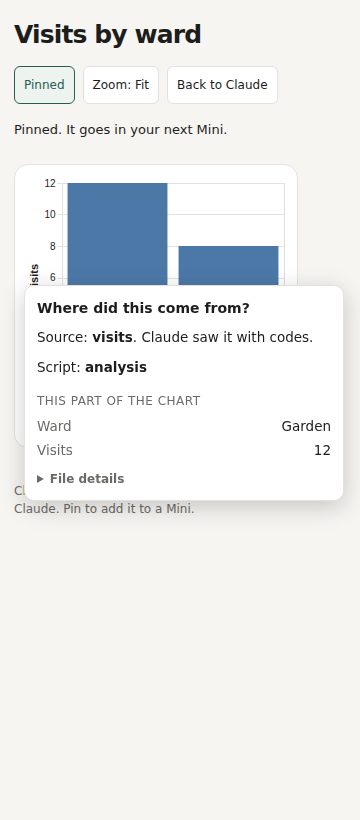 Visits by ward
Pinned
Zoom: Fit
Back to Claude
Pinned. It goes in your next Mini.
12
10
8
6
Where did this come from?
Source: visits. Claude saw it with codes.
Script: analysis
THIS PART OF THE CHART
Ward Garden
Visits 12
File details
Claude. Pin to add it to a Mini.